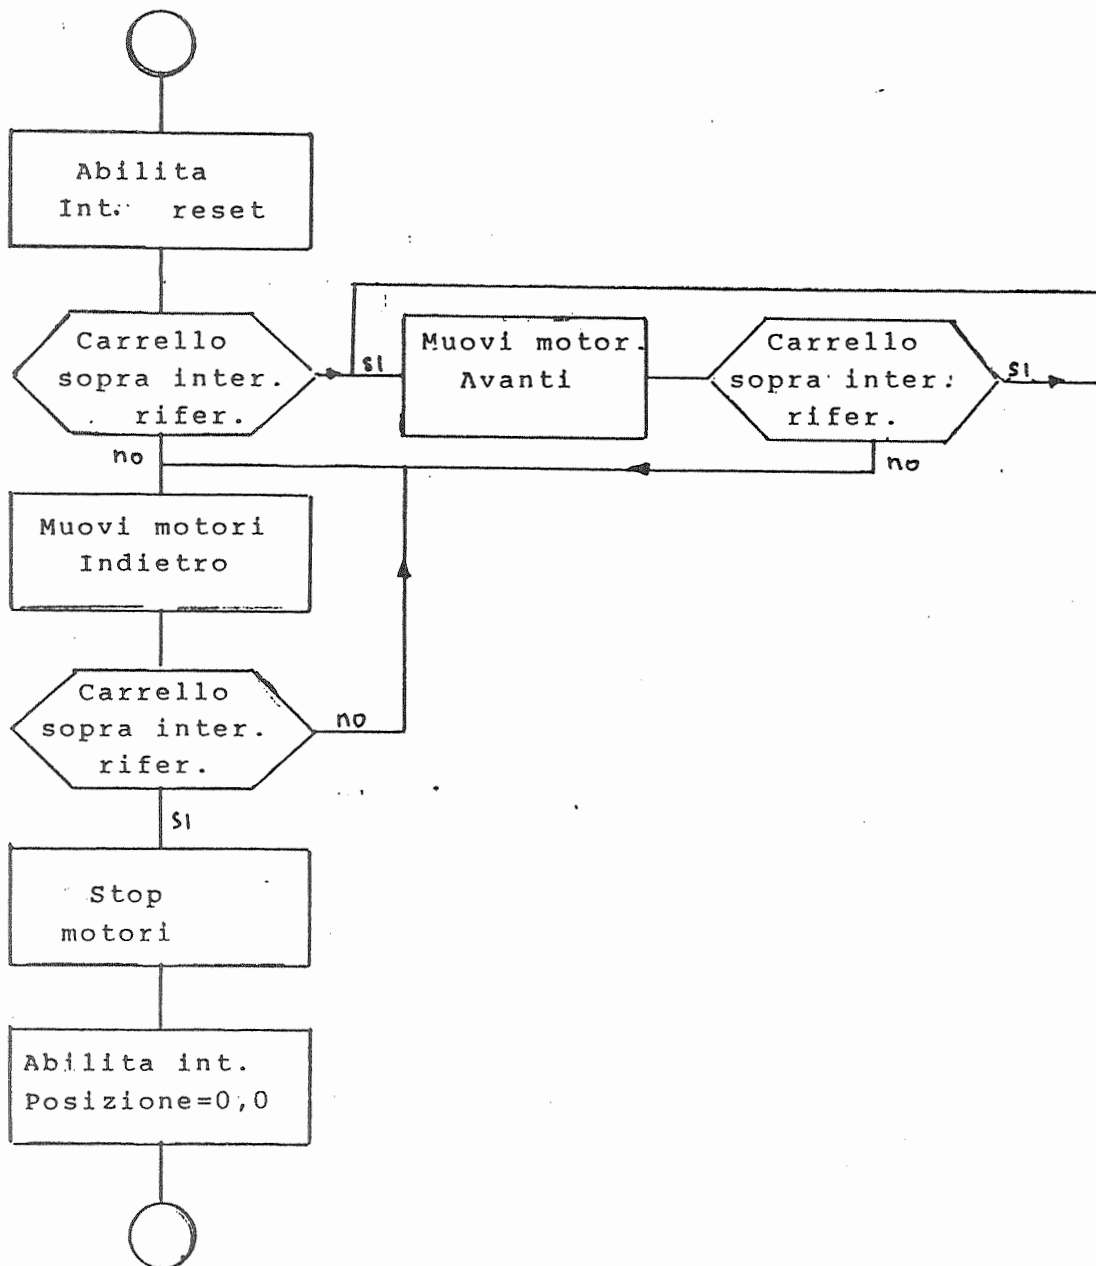 Abilita
Int. reset
Carrello
sopra inter.
rifer.
SI
Muovi motor.
Avanti
Carrello
sopra inter.
rifer.
SI
no
no
Muovi motori
Indietro
Carrello
sopra inter.
rifer.
no
SI
Stop
motori
Abilita int.
Posizione=0,0